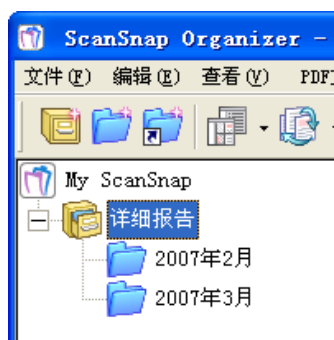 ScanSnap Organizer -
文件(F) 编辑(E) 查看(V) PDF
My ScanSnap
详细报告
2007年2月
2007年3月